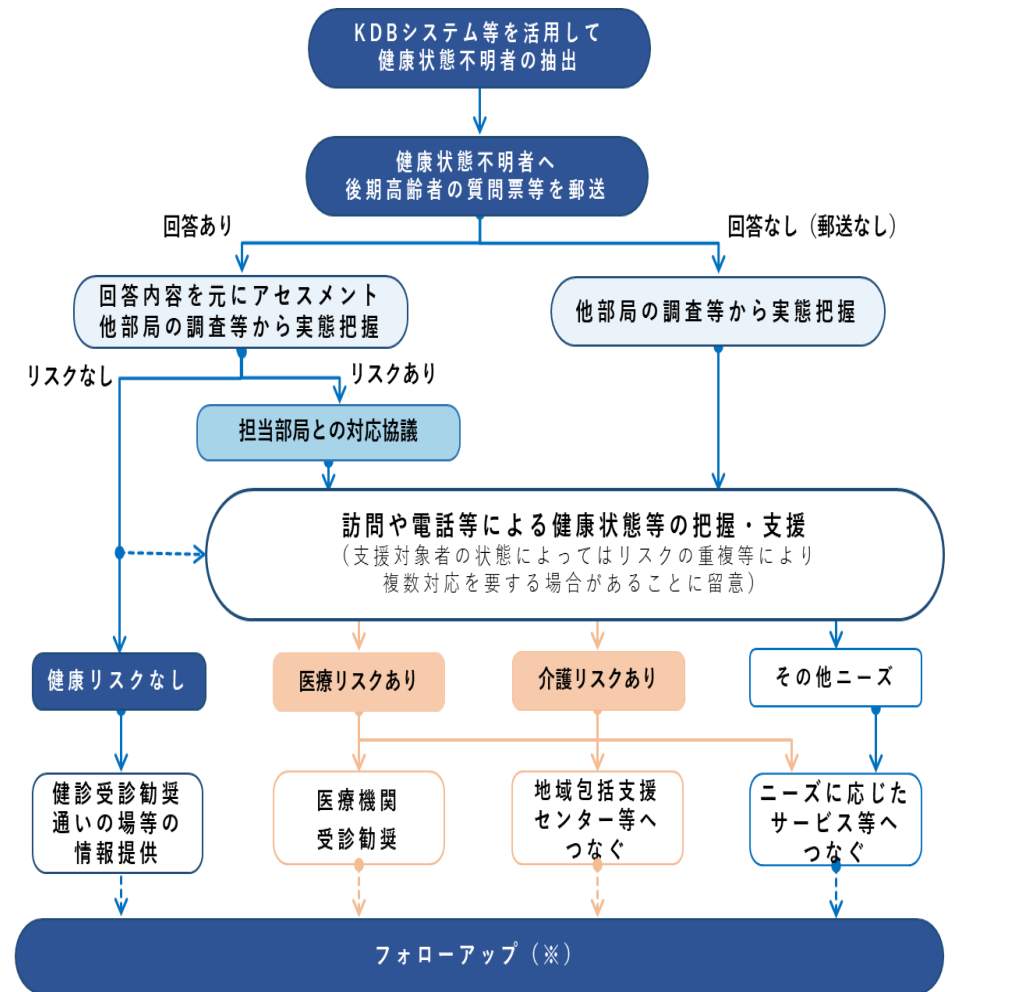 KDBシステム等を活用して
健康状態不明者の抽出
健康状態不明者へ
後期高齢者の質問票等を郵送
回答あり
回答なし（郵送なし）
回答内容を元にアセスメント
他部局の調査等から実態把握
他部局の調査等から実態把握
リスクなし
リスクあり
担当部局との対応協議
訪問や電話等による健康状態等の把握・支援
（支援対象者の状態によってはリスクの重複等により
複数対応を要する場合があることに留意）
健康リスクなし
医療リスクあり
介護リスクあり
その他ニーズ
健診受診勧奨
通いの場等の
情報提供
医療機関
受診勧奨
地域包括支援
センター等へ
つなぐ
ニーズに応じた
サービス等へ
つなぐ
フォローアップ（※）